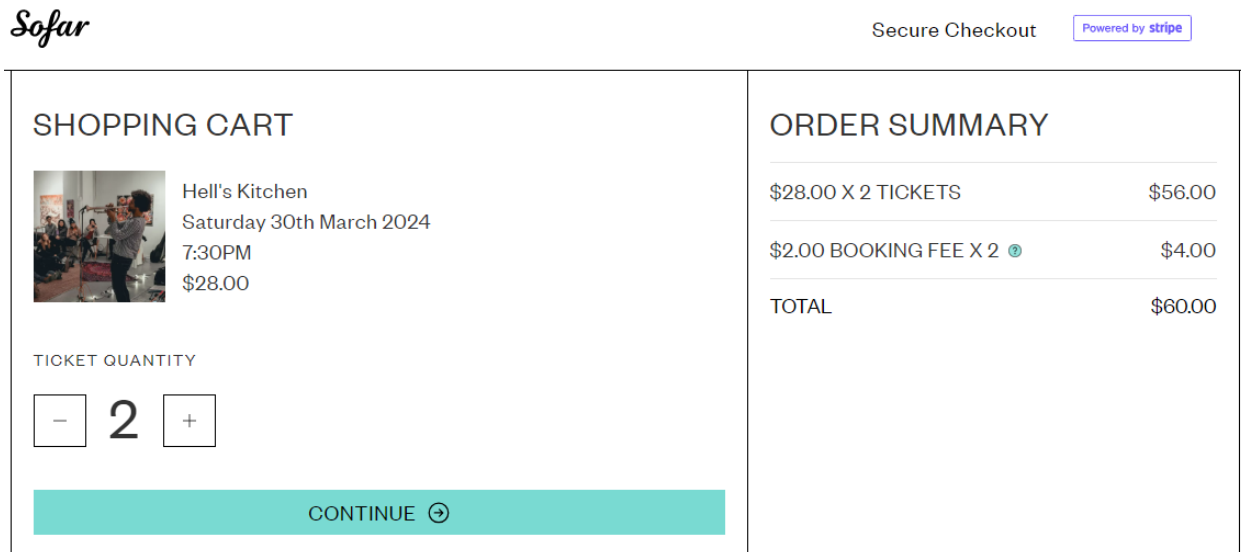 Sofar
Secure Checkout
Powered by stripe
SHOPPING CART
Hell's Kitchen
Saturday 30th March 2024
7:30PM
$28.00
TICKET QUANTITY
− 2 +
CONTINUE
ORDER SUMMARY
$28.00 X 2 TICKETS $56.00
$2.00 BOOKING FEE X 2 ? $4.00
TOTAL $60.00